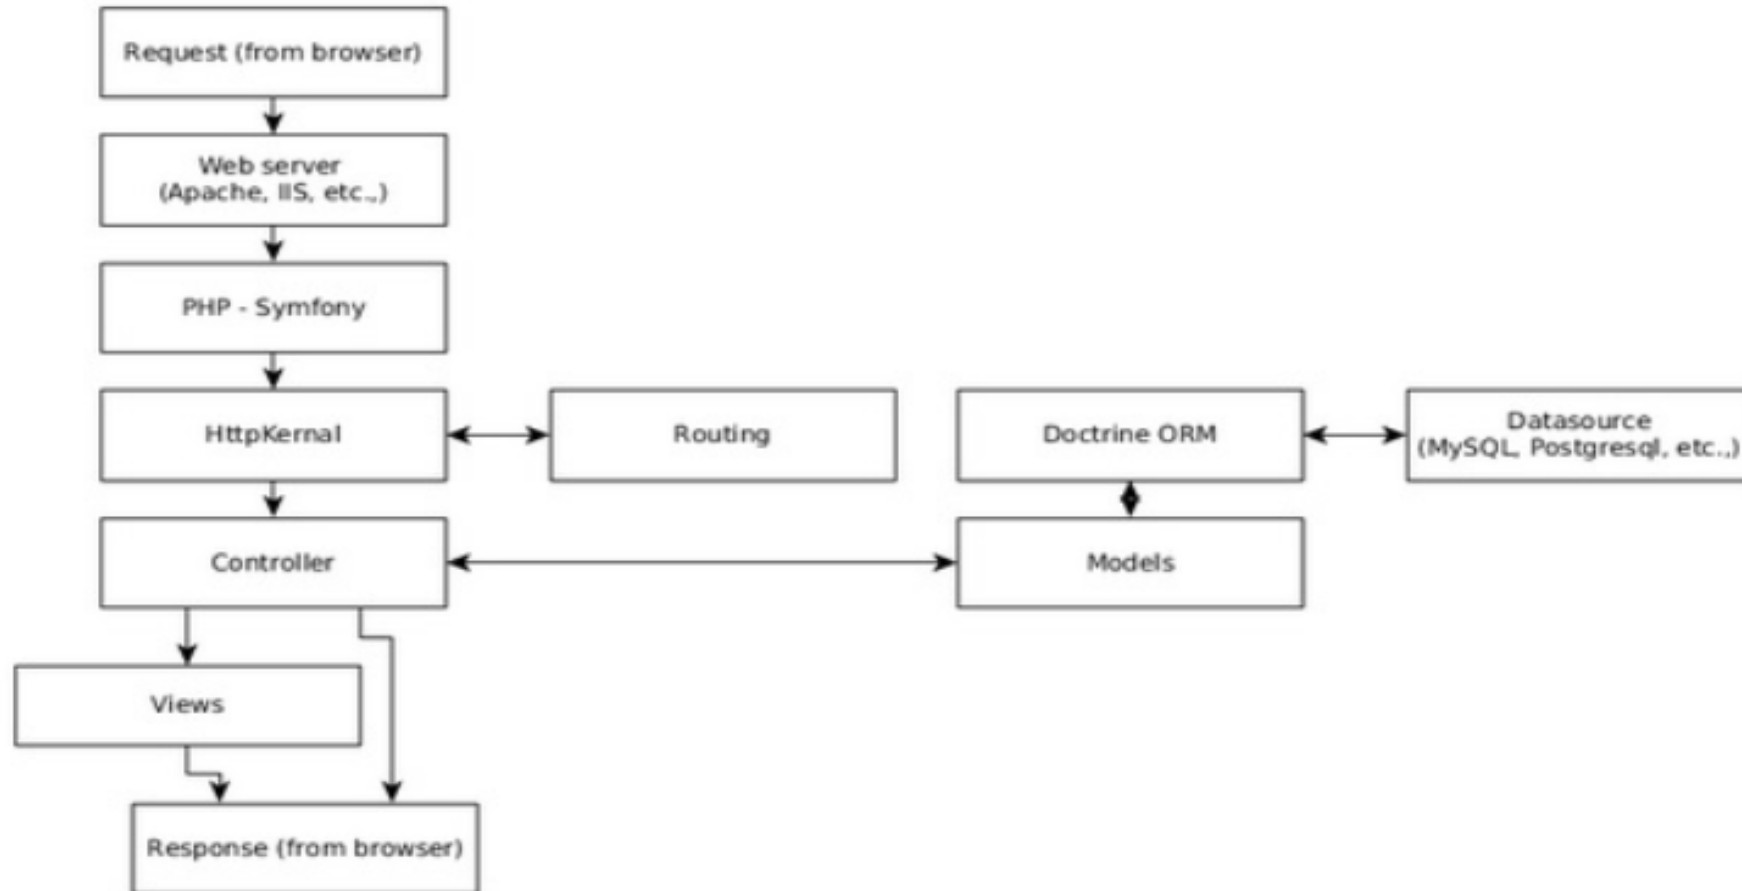 Request (from browser)
Web server
(Apache, IIS, etc.,)
PHP - Symfony
HttpKernal
Routing
Doctrine ORM
Datasource
(MySQL, Postgresql, etc.,)
Controller
Models
Views
Response (from browser)